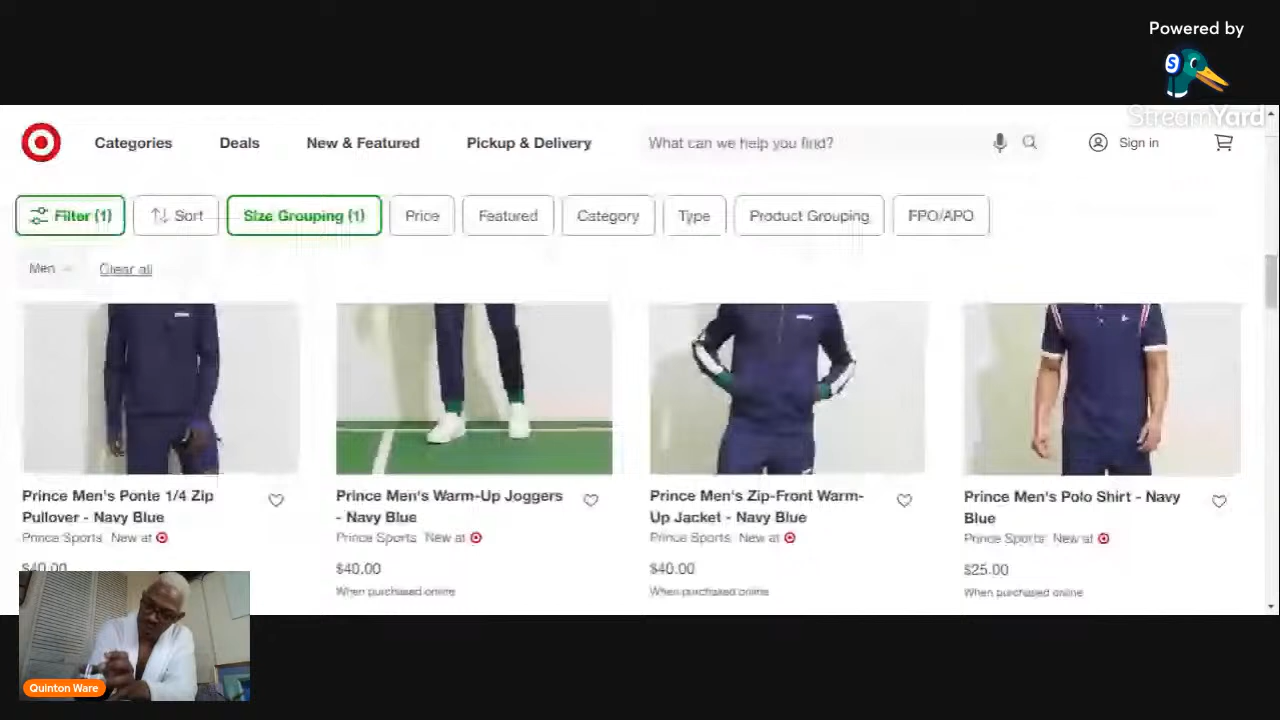 Powered by
S
StreamYard
Categories
Deals
New & Featured
Pickup & Delivery
What can we help you find?
Sign in
Filter (1)
Sort
Size Grouping (1)
Price
Featured
Category
Type
Product Grouping
FPO/APO
Men
Clear all
Prince Men's Ponte 1/4 Zip
Pullover - Navy Blue
Prince Sports New at
$40.00
Prince Men's Warm-Up Joggers
- Navy Blue
Prince Sports New at
$40.00
When purchased online
Prince Men's Zip-Front Warm-
Up Jacket - Navy Blue
Prince Sports New at
$40.00
When purchased online
Prince Men's Polo Shirt - Navy
Blue
Prince Sports New at
$25.00
When purchased online
Quinton Ware